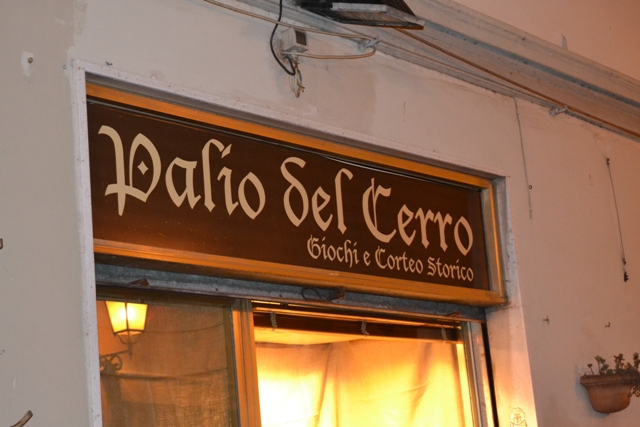 Palio del Cerro
Giochi e Corteo Storico